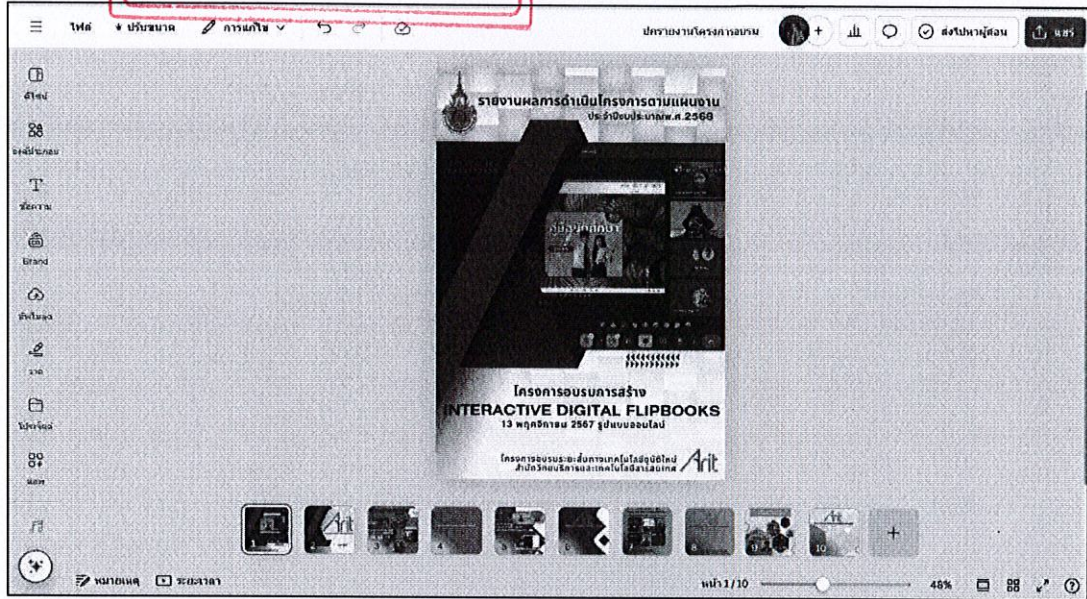 ไฟล์ ปรับขนาด การแก้ไข
ปกรายงานโครงการอบรม + ส่งไปหาผู้สอน แชร์
ดีไซน์
องค์ประกอบ
ข้อความ
Brand
อัพโหลด
วาด
โปรเจ็กต์
แอพ
รายงานผลการดำเนินโครงการตามแผนงาน
ประจำปีงบประมาณพ.ศ.2568
คู่มือนักศึกษา
โครงการอบรมการสร้าง
INTERACTIVE DIGITAL FLIPBOOKS
13 พฤศจิกายน 2567 รูปแบบออนไลน์
โครงการอบรมระยะสั้นทางเทคโนโลยีอุบัติใหม่
สำนักวิทยบริการและเทคโนโลยีสารสนเทศ
Arit
1 2 3 4 5 6 7 8 9 10 +
หมายเหตุ ระยะเวลา
หน้า 1 / 10 48%